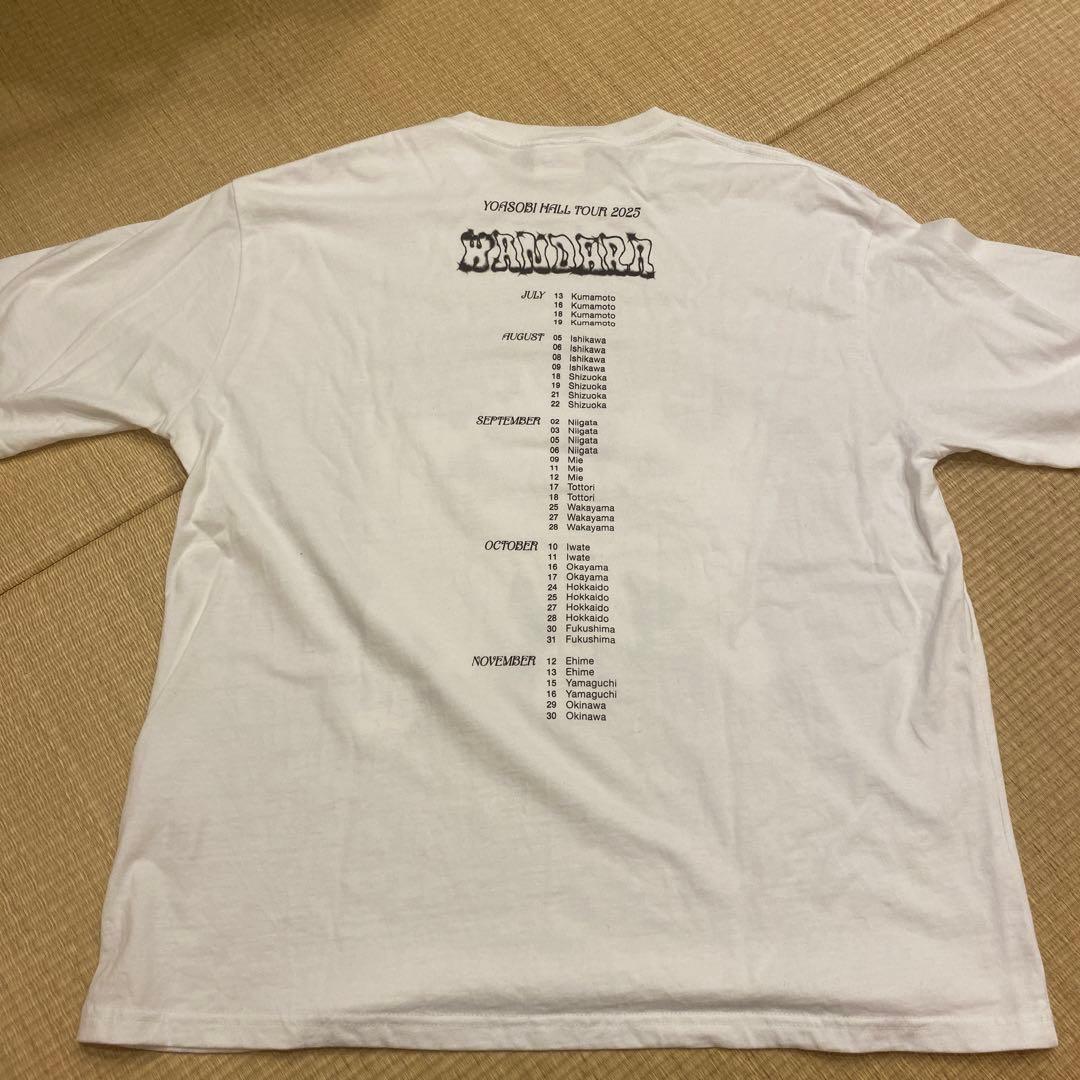 YOASOBI HALL TOUR 2025
WANDARA
JULY 13 Kumamoto
16 Kumamoto
18 Kumamoto
19 Kumamoto
AUGUST 05 Ishikawa
06 Ishikawa
08 Ishikawa
09 Ishikawa
18 Shizuoka
19 Shizuoka
21 Shizuoka
22 Shizuoka
SEPTEMBER 02 Niigata
03 Niigata
05 Niigata
06 Niigata
09 Mie
11 Mie
12 Mie
17 Tottori
18 Tottori
25 Wakayama
27 Wakayama
28 Wakayama
OCTOBER 10 Iwate
11 Iwate
16 Okayama
17 Okayama
24 Hokkaido
25 Hokkaido
27 Hokkaido
28 Hokkaido
30 Fukushima
31 Fukushima
NOVEMBER 12 Ehime
13 Ehime
15 Yamaguchi
16 Yamaguchi
29 Okinawa
30 Okinawa